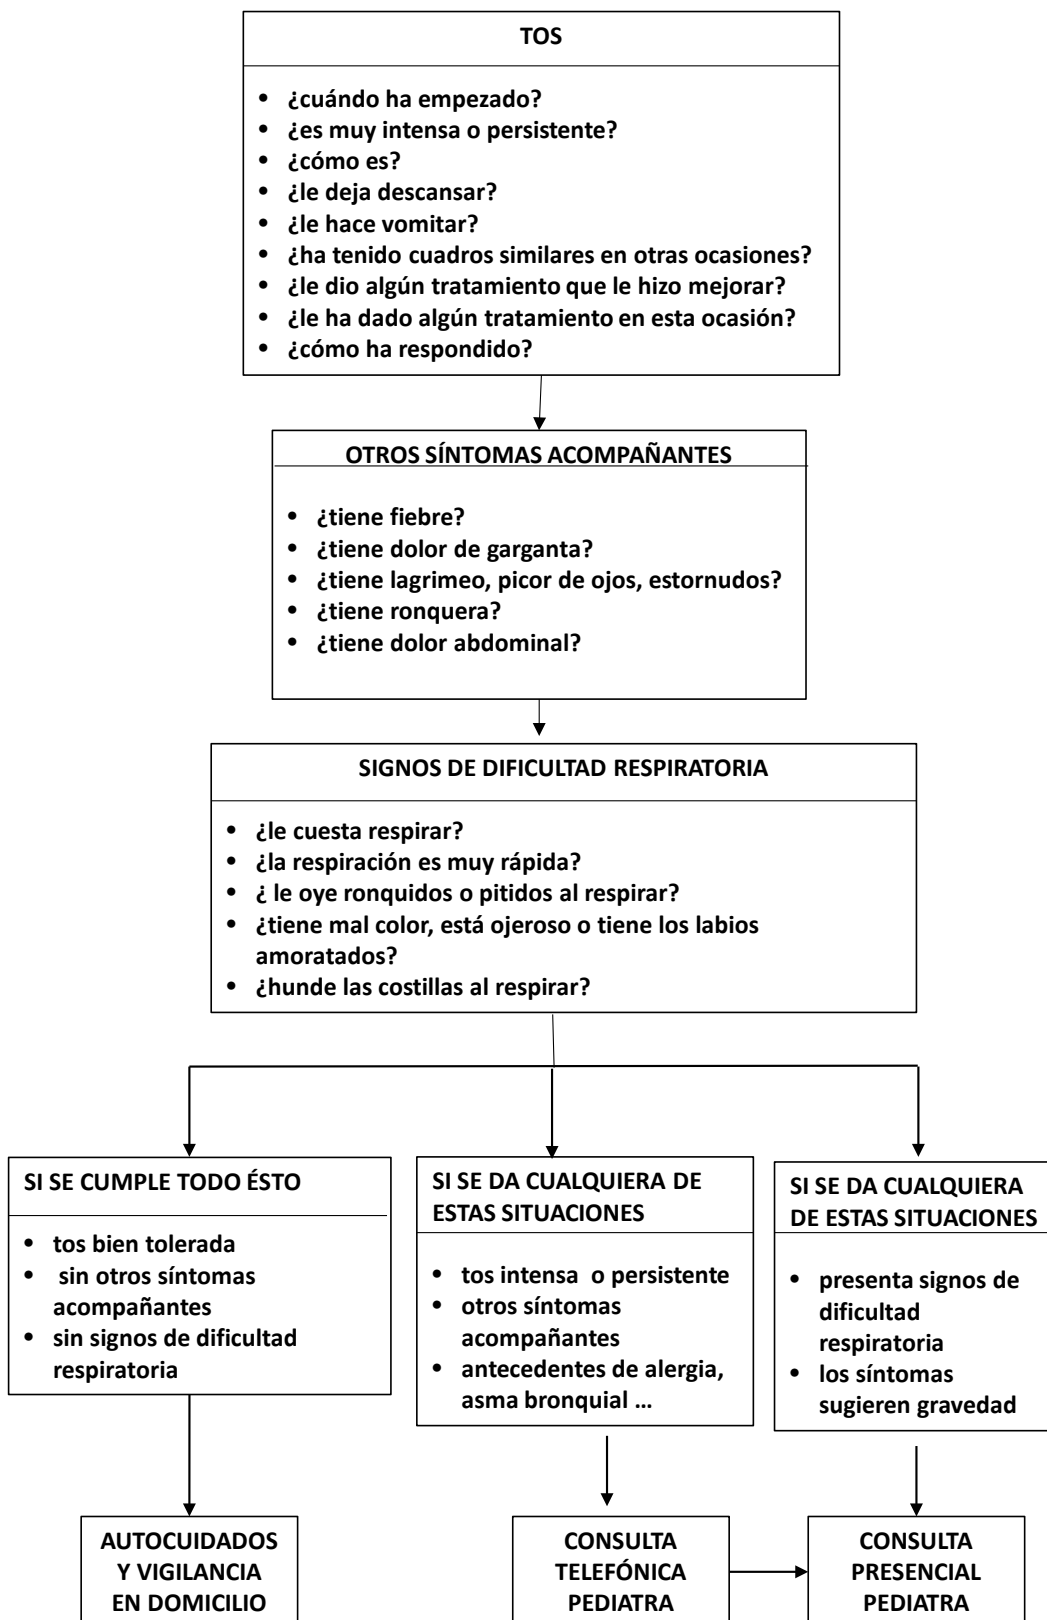 TOS
• ¿cuándo ha empezado?
• ¿es muy intensa o persistente?
• ¿cómo es?
• ¿le deja descansar?
• ¿le hace vomitar?
• ¿ha tenido cuadros similares en otras ocasiones?
• ¿le dio algún tratamiento que le hizo mejorar?
• ¿le ha dado algún tratamiento en esta ocasión?
• ¿cómo ha respondido?
OTROS SÍNTOMAS ACOMPAÑANTES
• ¿tiene fiebre?
• ¿tiene dolor de garganta?
• ¿tiene lagrimeo, picor de ojos, estornudos?
• ¿tiene ronquera?
• ¿tiene dolor abdominal?
SIGNOS DE DIFICULTAD RESPIRATORIA
• ¿le cuesta respirar?
• ¿la respiración es muy rápida?
• ¿ le oye ronquidos o pitidos al respirar?
• ¿tiene mal color, está ojeroso o tiene los labios
amoratados?
• ¿hunde las costillas al respirar?
SI SE CUMPLE TODO ÉSTO
• tos bien tolerada
• sin otros síntomas
acompañantes
• sin signos de dificultad
respiratoria
SI SE DA CUALQUIERA DE
ESTAS SITUACIONES
• tos intensa o persistente
• otros síntomas
acompañantes
• antecedentes de alergia,
asma bronquial ...
SI SE DA CUALQUIERA
DE ESTAS SITUACIONES
• presenta signos de
dificultad
respiratoria
• los síntomas
sugieren gravedad
AUTOCUIDADOS
Y VIGILANCIA
EN DOMICILIO
CONSULTA
TELEFÓNICA
PEDIATRA
CONSULTA
PRESENCIAL
PEDIATRA